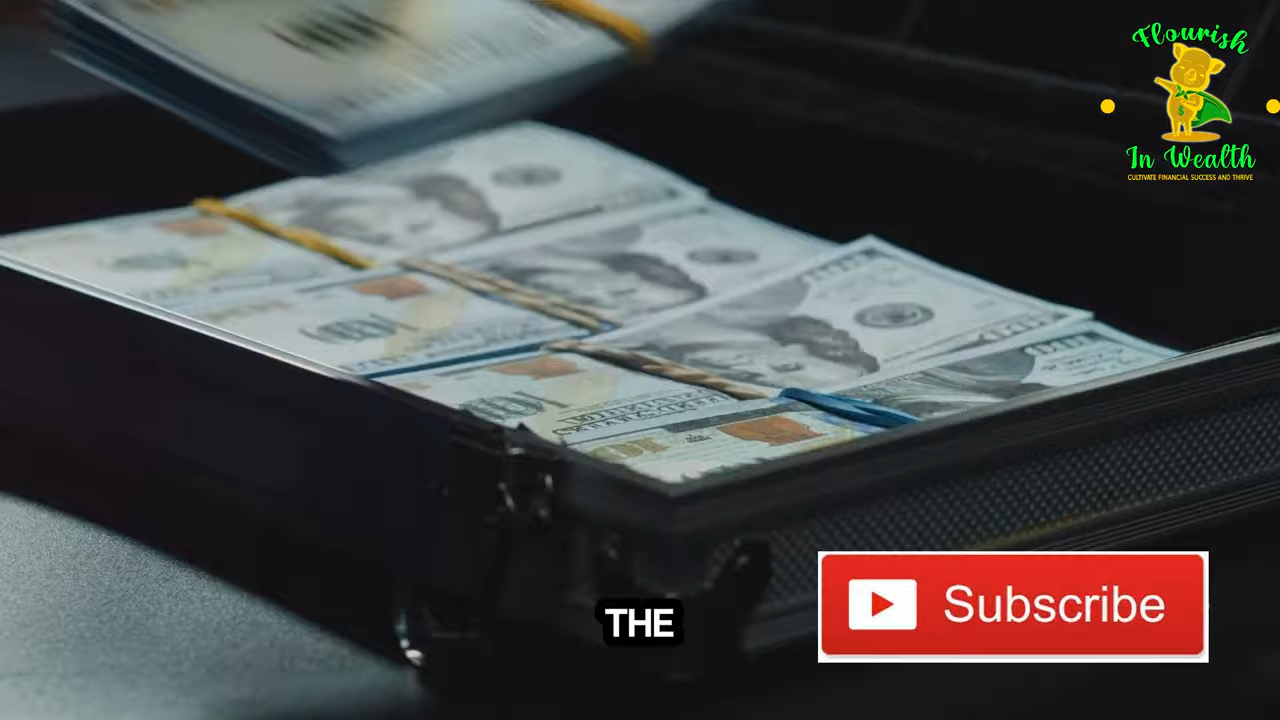 Flourish
$
In Wealth
CULTIVATE FINANCIAL SUCCESS AND THRIVE
THE
Subscribe